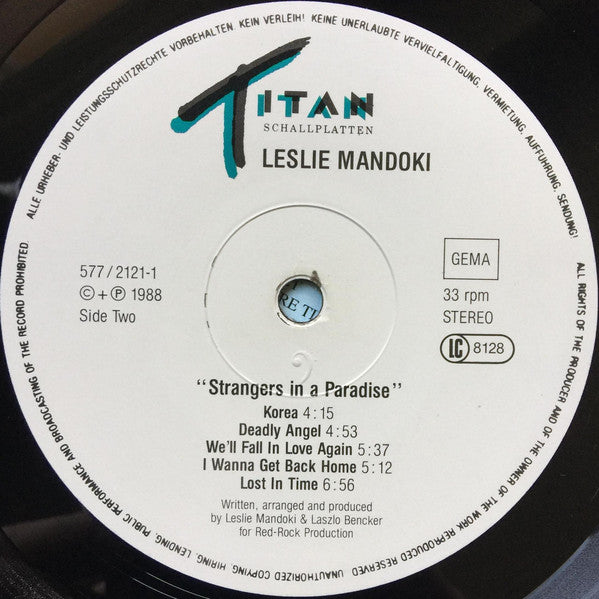 ALLE URHEBER- UND LEISTUNGSSCHUTZRECHTE VORBEHALTEN. KEIN VERLEIH! KEINE UNERLAUBTE VERVIELFÄLTIGUNG, VERMIETUNG, AUFFÜHRUNG, SENDUNG!
TITAN
SCHALLPLATTEN
LESLIE MANDOKI
577/2121-1
©+℗ 1988
Side Two
GEMA
33 rpm
STEREO
LC 8128
RE TI
"Strangers in a Paradise"
Korea 4:15
Deadly Angel 4:53
We'll Fall In Love Again 5:37
I Wanna Get Back Home 5:12
Lost In Time 6:56
Written, arranged and produced
by Leslie Mandoki & Laszlo Bencker
for Red-Rock Production
ALL RIGHTS OF THE PRODUCER AND OF THE OWNER OF THE WORK REPRODUCED RESERVED UNAUTHORIZED COPYING, HIRING, LENDING, PUBLIC PERFORMANCE AND BROADCASTING OF THE RECORD PROHIBITED.